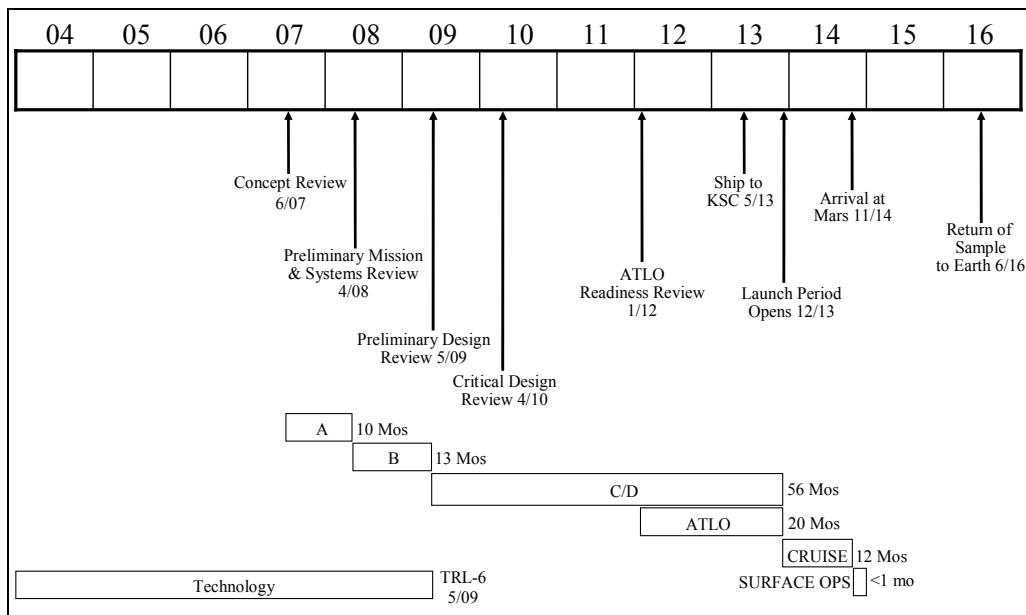 04 05 06 07 08 09 10 11 12 13 14 15 16
Concept Review
6/07
Ship to
KSC 5/13
Arrival at
Mars 11/14
Preliminary Mission
& Systems Review
4/08
ATLO
Readiness Review
1/12
Launch Period
Opens 12/13
Return of
Sample
to Earth 6/16
Preliminary Design
Review 5/09
Critical Design
Review 4/10
A 10 Mos
B 13 Mos
C/D 56 Mos
ATLO 20 Mos
CRUISE 12 Mos
Technology
TRL-6
5/09
SURFACE OPS <1 mo